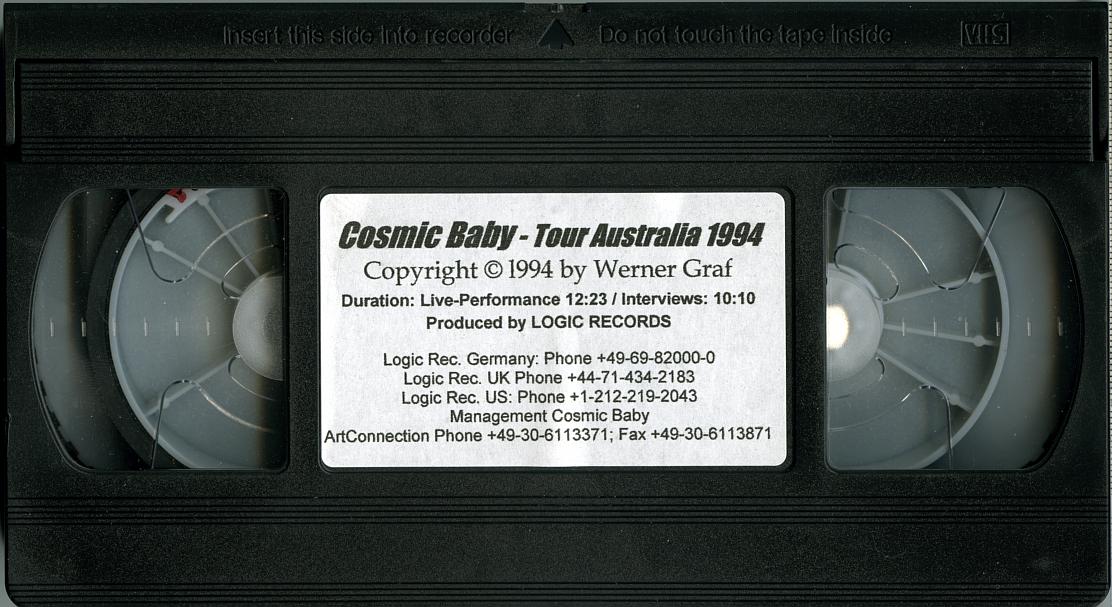 Insert this side into recorder Do not touch the tape inside VHS
Cosmic Baby - Tour Australia 1994
Copyright © 1994 by Werner Graf
Duration: Live-Performance 12:23 / Interviews: 10:10
Produced by LOGIC RECORDS
Logic Rec. Germany: Phone +49-69-82000-0
Logic Rec. UK Phone +44-71-434-2183
Logic Rec. US: Phone +1-212-219-2043
Management Cosmic Baby
ArtConnection Phone +49-30-6113371; Fax +49-30-6113871